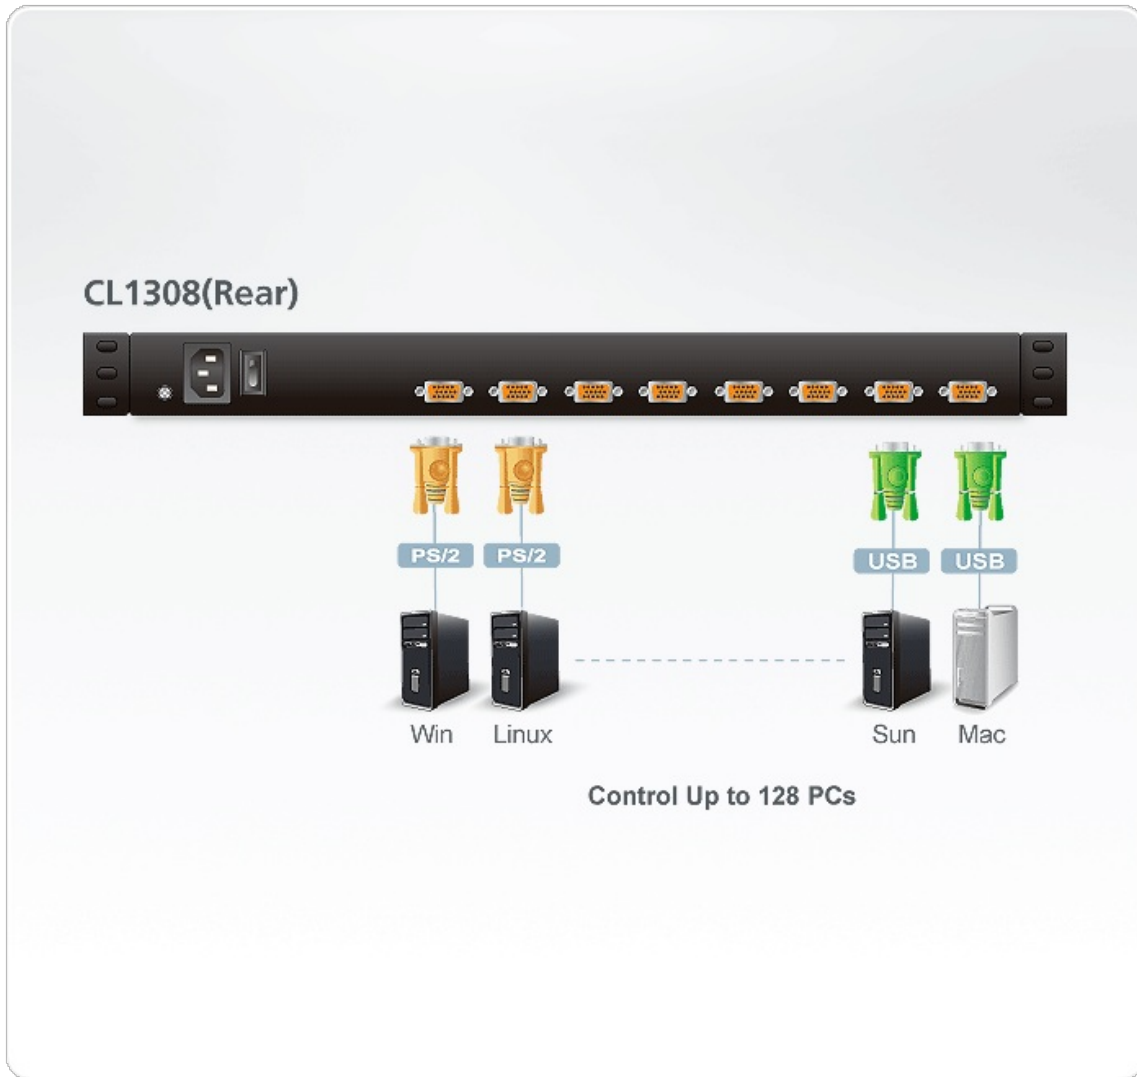 CL1308(Rear)
PS/2 PS/2 USB USB
Win Linux Sun Mac
Control Up to 128 PCs